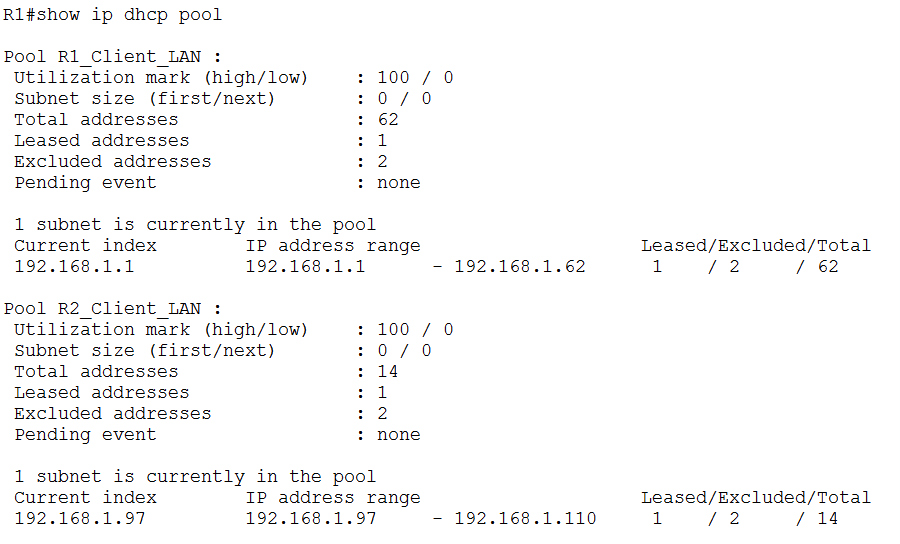 R1#show ip dhcp pool
Pool R1_Client_LAN :
Utilization mark (high/low) : 100 / 0
Subnet size (first/next) : 0 / 0
Total addresses : 62
Leased addresses : 1
Excluded addresses : 2
Pending event : none
1 subnet is currently in the pool
Current index IP address range Leased/Excluded/Total
192.168.1.1 192.168.1.1 - 192.168.1.62 1 / 2 / 62
Pool R2_Client_LAN :
Utilization mark (high/low) : 100 / 0
Subnet size (first/next) : 0 / 0
Total addresses : 14
Leased addresses : 1
Excluded addresses : 2
Pending event : none
1 subnet is currently in the pool
Current index IP address range Leased/Excluded/Total
192.168.1.97 192.168.1.97 - 192.168.1.110 1 / 2 / 14